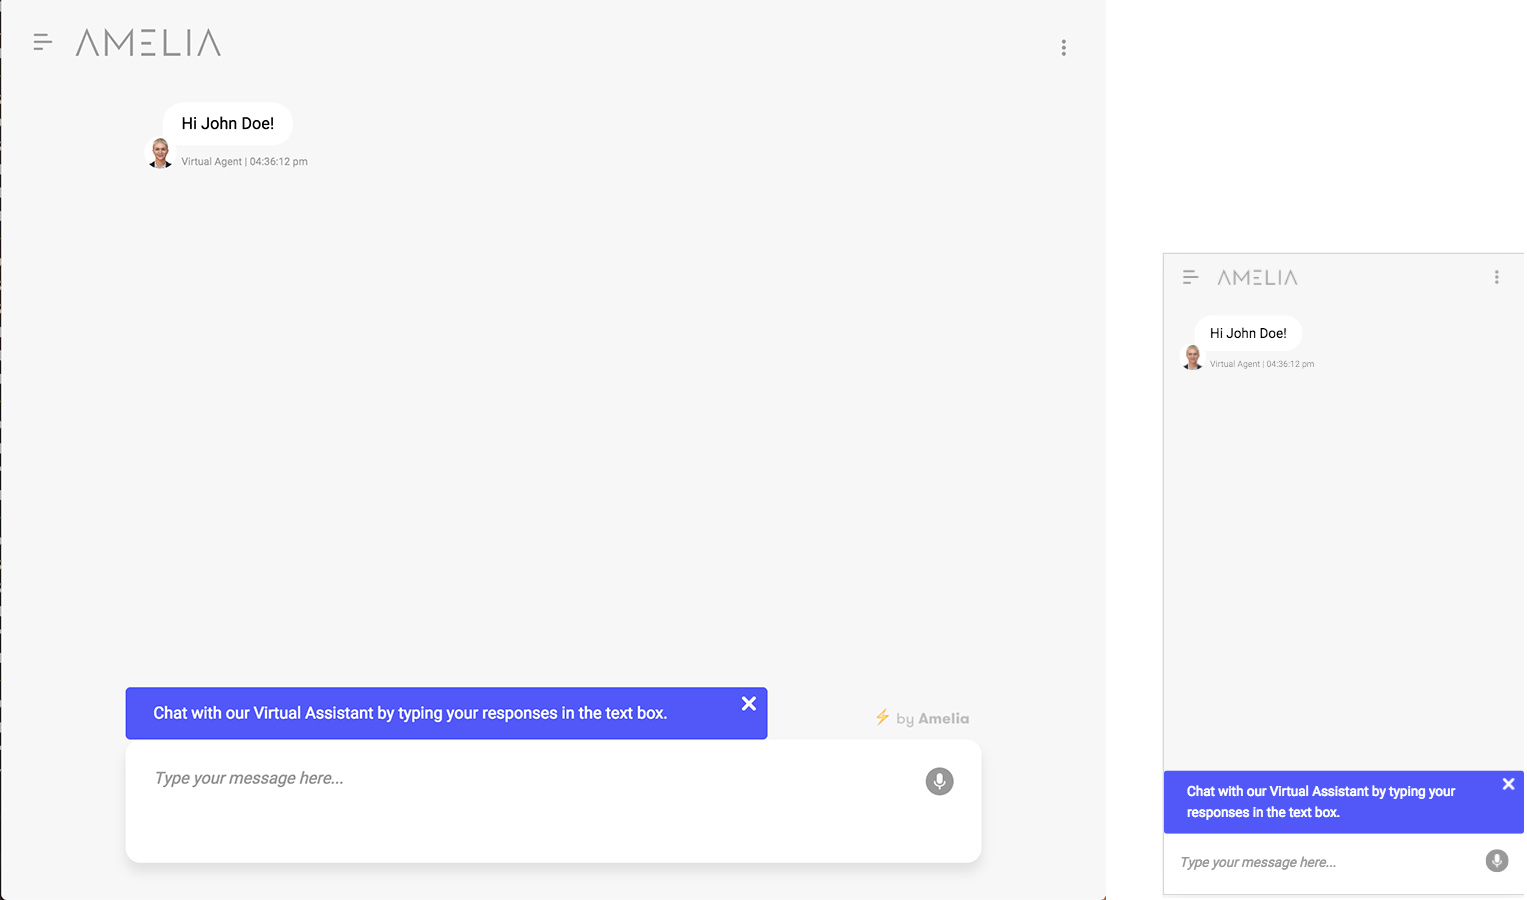 AMELIA
Hi John Doe!
Virtual Agent | 04:36:12 pm
Chat with our Virtual Assistant by typing your responses in the text box.
⚡ by Amelia
Type your message here...
AMELIA
Hi John Doe!
Virtual Agent | 04:36:12 pm
Chat with our Virtual Assistant by typing your
responses in the text box.
Type your message here...